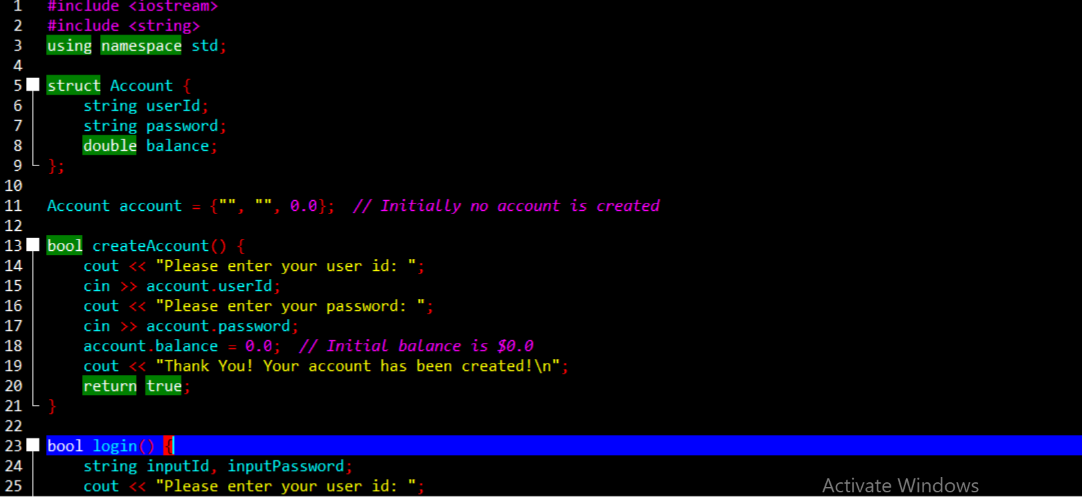 1 #include <iostream>
2 #include <string>
3 using namespace std;
4
5 struct Account {
6     string userId;
7     string password;
8     double balance;
9 };
10
11 Account account = {"", "", 0.0};  // Initially no account is created
12
13 bool createAccount() {
14     cout << "Please enter your user id: ";
15     cin >> account.userId;
16     cout << "Please enter your password: ";
17     cin >> account.password;
18     account.balance = 0.0;  // Initial balance is $0.0
19     cout << "Thank You! Your account has been created!\n";
20     return true;
21 }
22
23 bool login() {
24     string inputId, inputPassword;
25     cout << "Please enter your user id: ";
Activate Windows